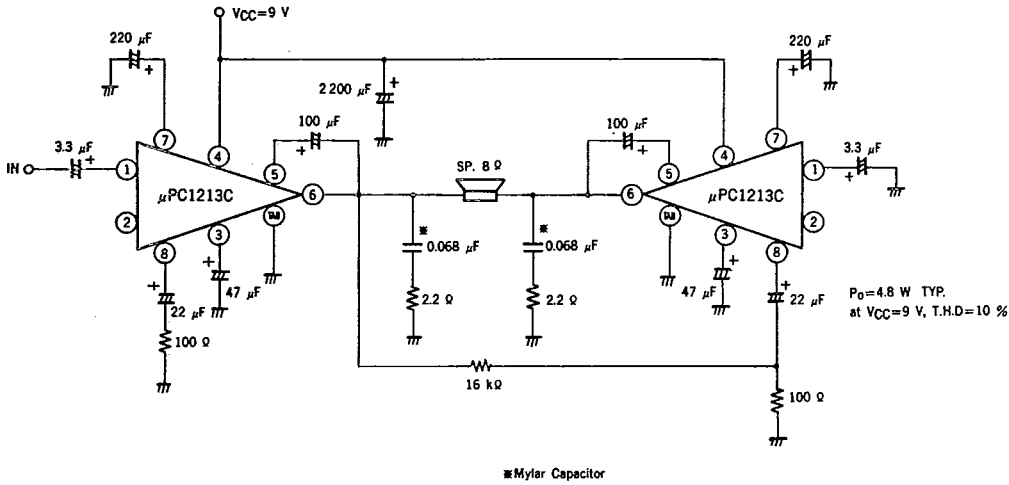 VCC=9 V
220 μF
220 μF
2 200 μF
100 μF
100 μF
3.3 μF
3.3 μF
IN
SP. 8 Ω
7
4
5
1
6
2
3
8
TAB
μPC1213C
6
5
4
7
1
2
3
8
TAB
μPC1213C
※
0.068 μF
※
0.068 μF
47 μF
47 μF
22 μF
22 μF
2.2 Ω
2.2 Ω
100 Ω
16 kΩ
100 Ω
Po=4.8 W TYP.
at VCC=9 V, T.H.D=10 %
※Mylar Capacitor